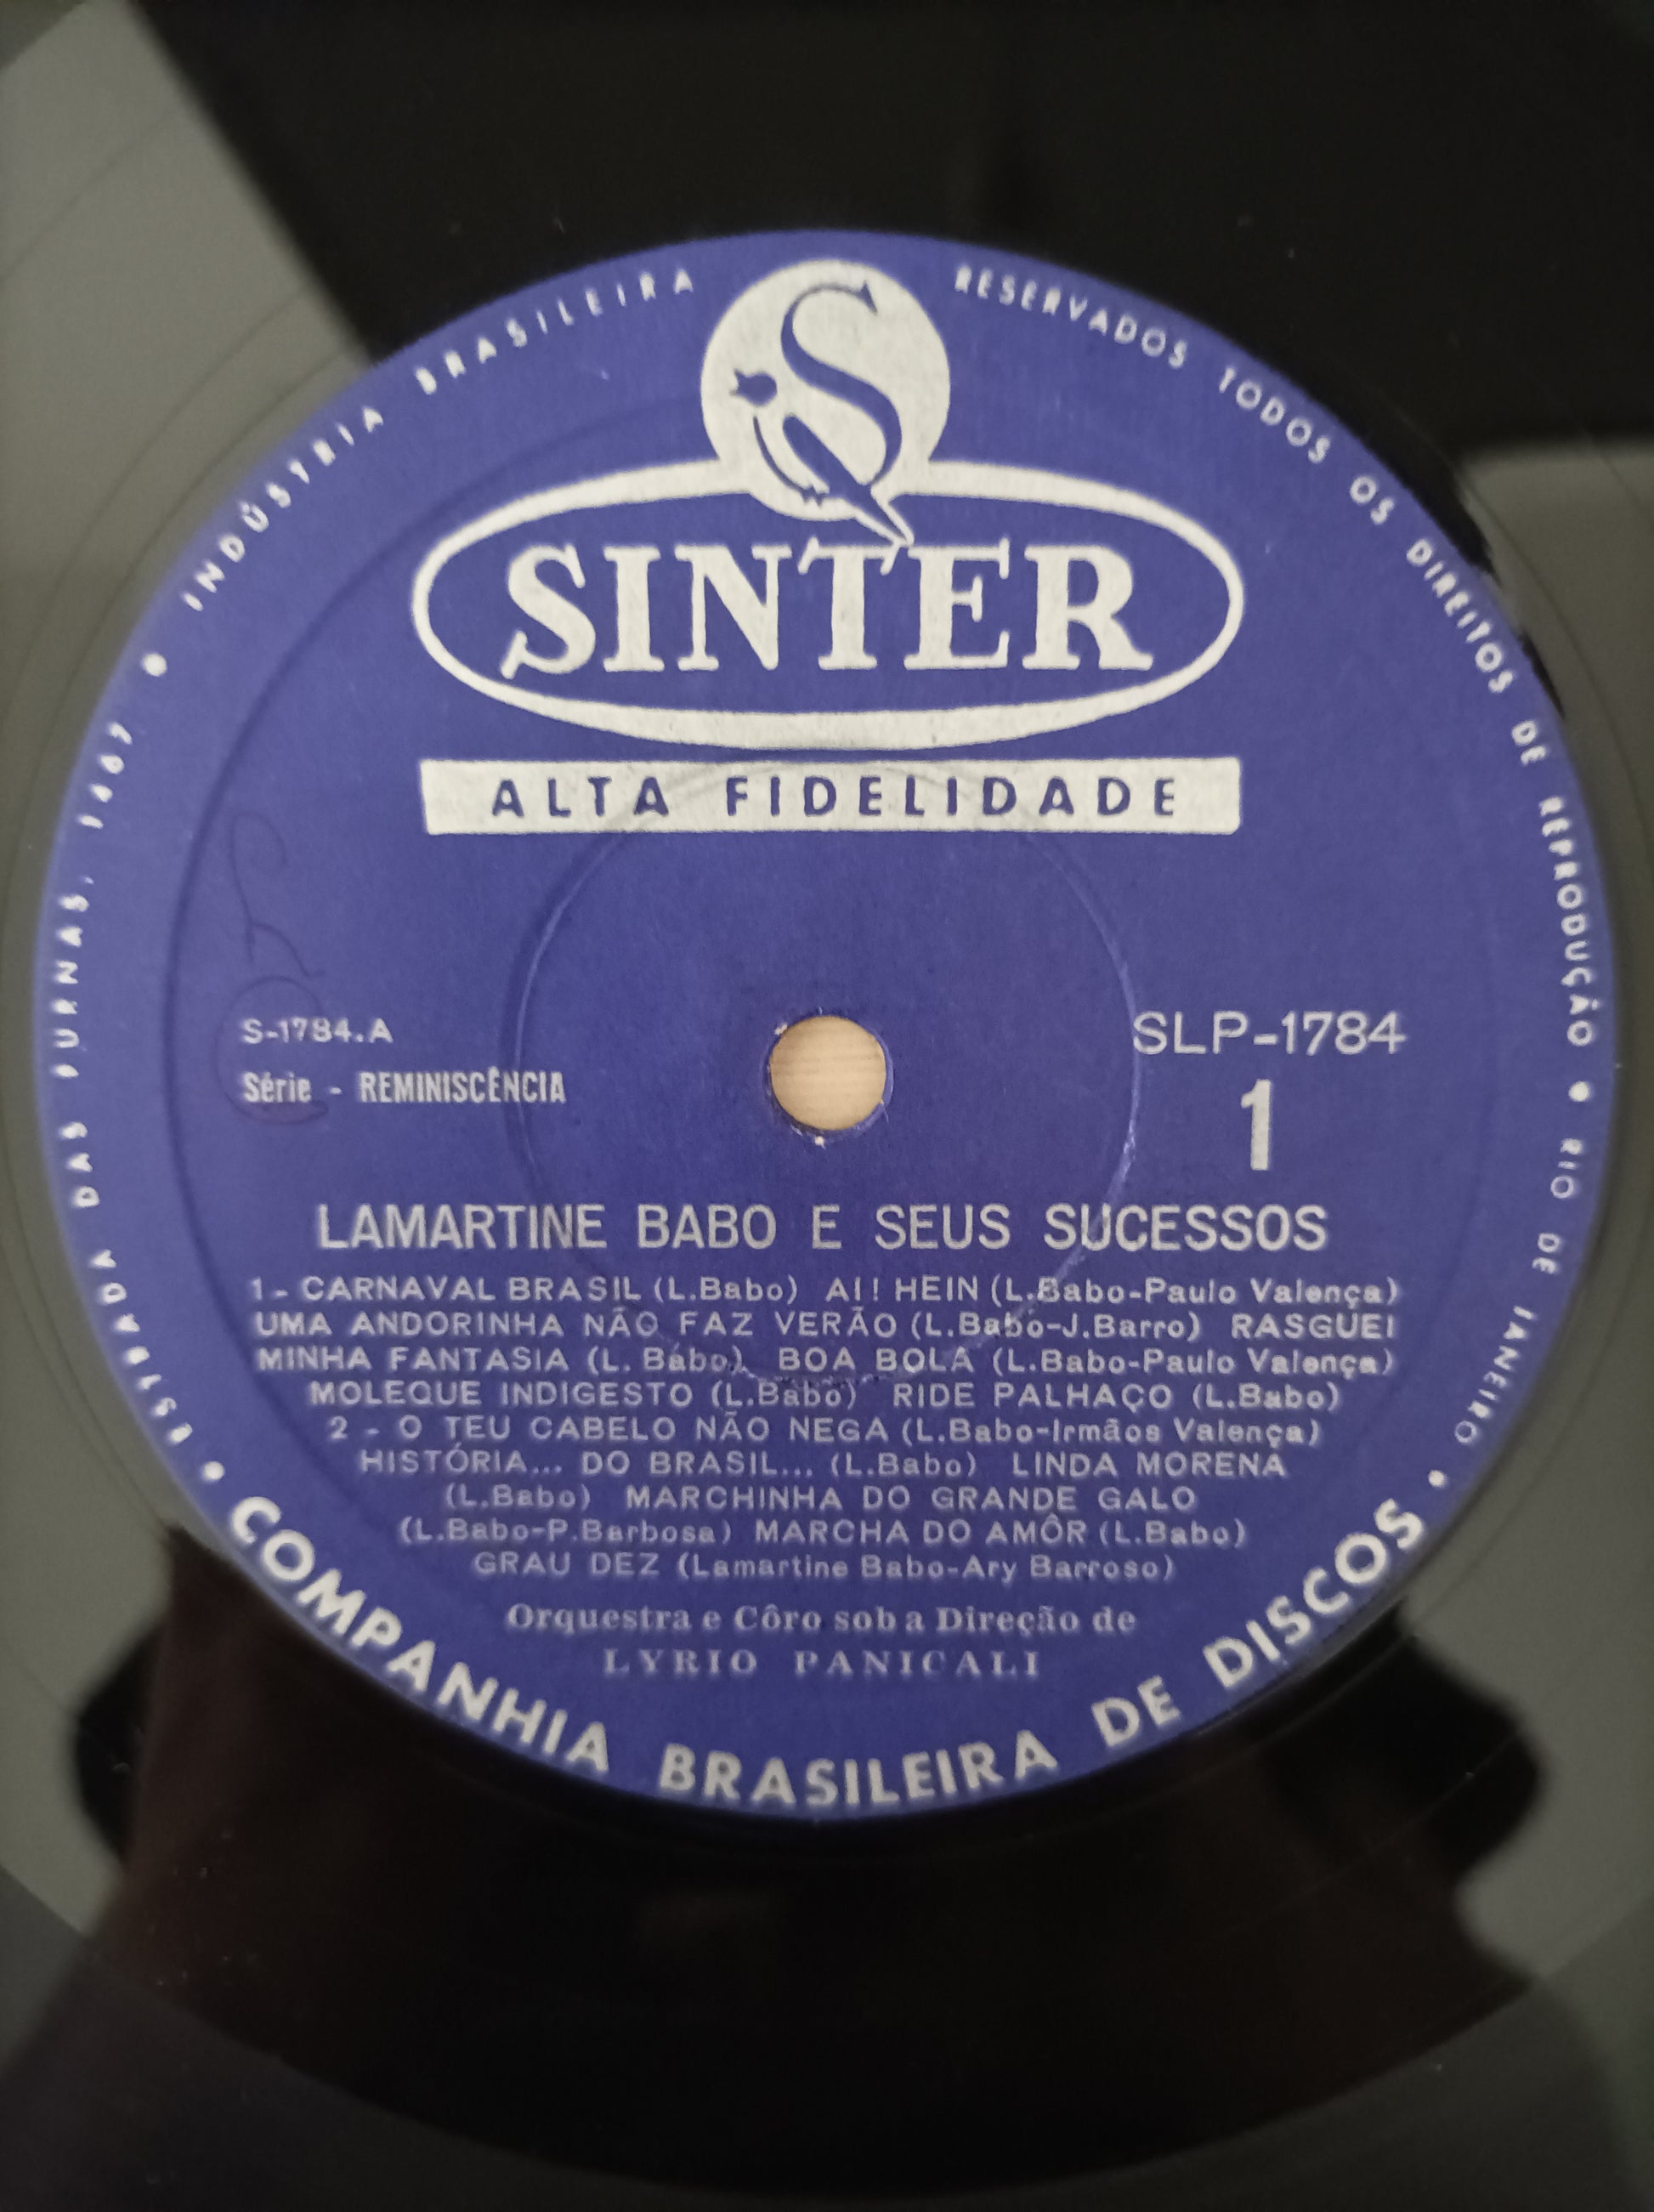 INDÚSTRIA BRASILEIRA
RESERVADOS TODOS OS DIREITOS DE REPRODUÇÃO • RIO DE JANEIRO •
S
SINTER
ALTA FIDELIDADE
S-1784.A
Série - REMINISCÊNCIA
SLP-1784
1
LAMARTINE BABO E SEUS SUCESSOS
1 - CARNAVAL BRASIL (L.Babo) AI! HEIN (L.Babo-Paulo Valença)
UMA ANDORINHA NÃO FAZ VERÃO (L.Babo-J.Barro) RASGUEI
MINHA FANTASIA (L. Babo) BOA BOLA (L.Babo-Paulo Valença)
MOLEQUE INDIGESTO (L.Babo) RIDE PALHAÇO (L.Babo)
2 - O TEU CABELO NÃO NEGA (L.Babo-Irmãos Valença)
HISTÓRIA... DO BRASIL... (L.Babo) LINDA MORENA
(L.Babo) MARCHINHA DO GRANDE GALO
(L.Babo-P.Barbosa) MARCHA DO AMÔR (L.Babo)
GRAU DEZ (Lamartine Babo-Ary Barroso)
Orquestra e Côro sob a Direção de
LYRIO PANICALI
COMPANHIA BRASILEIRA DE DISCOS
• ESTRADA DAS FURNAS, •